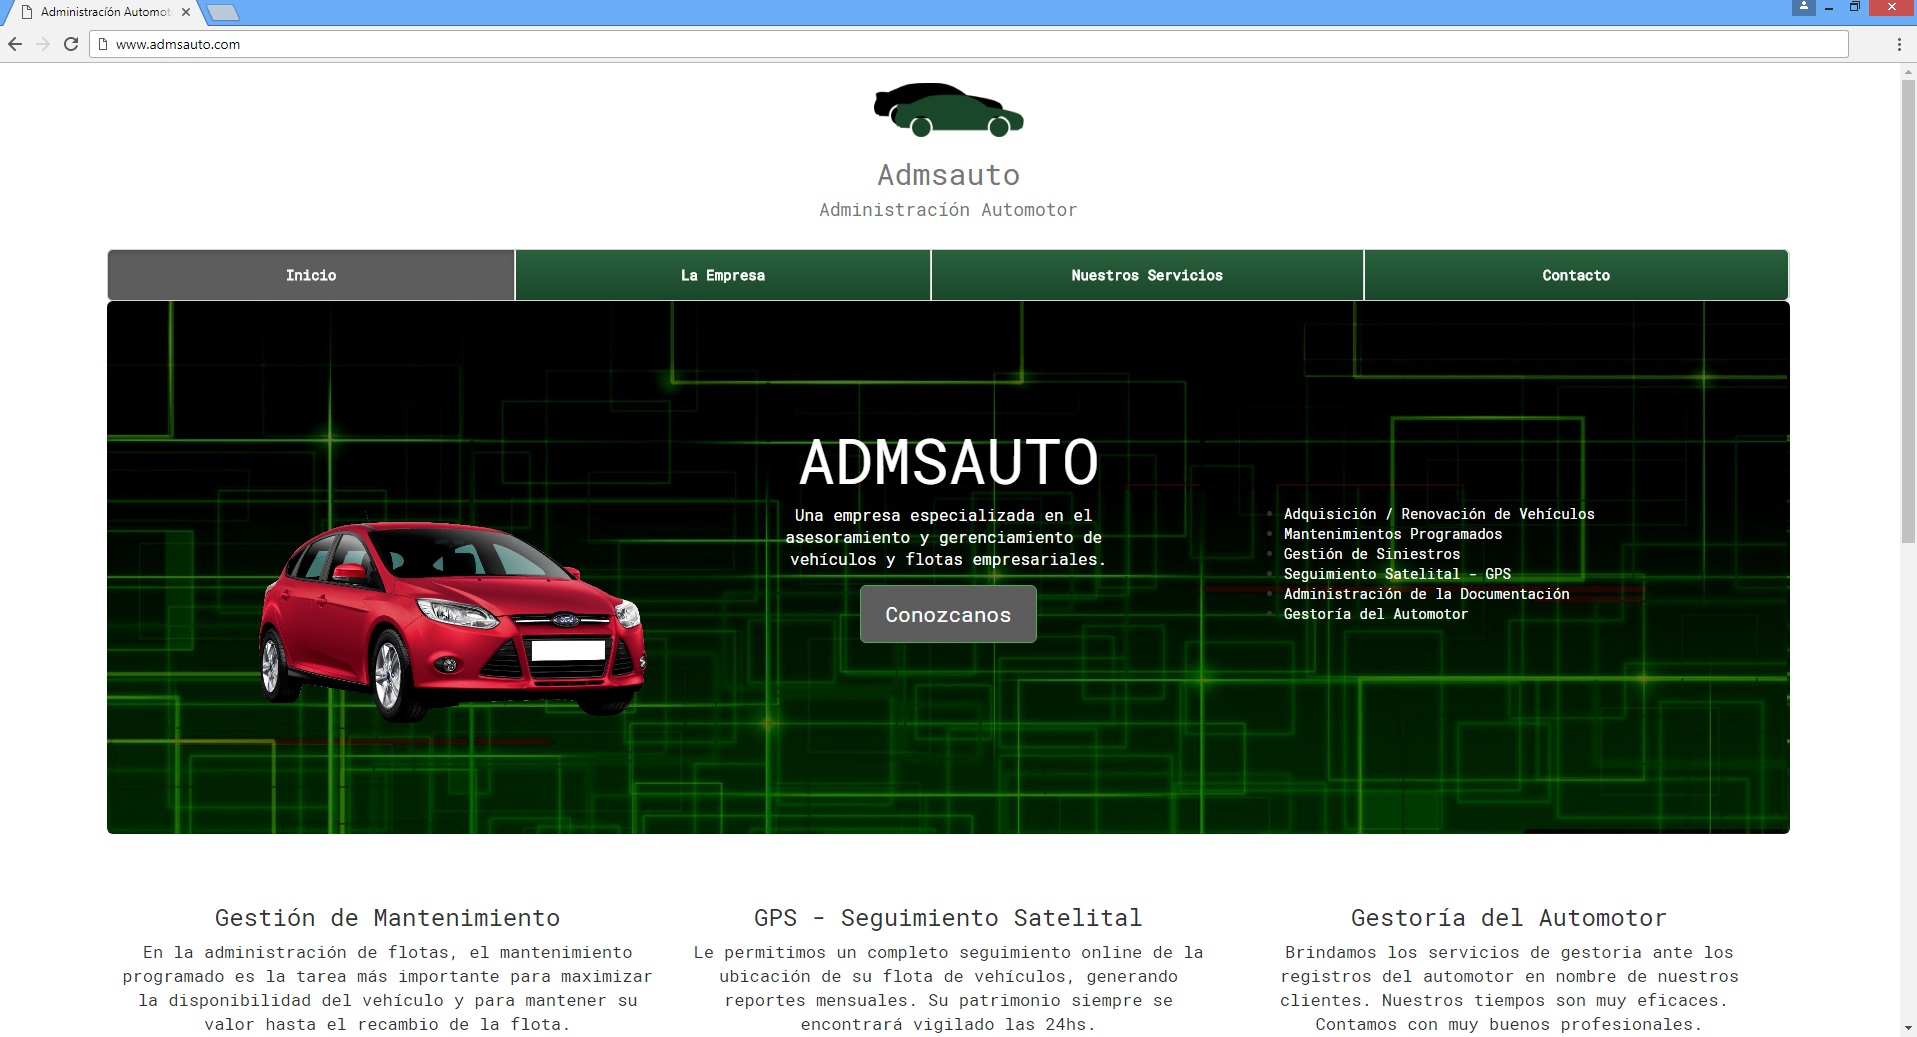 Administracíón Automot
www.admsauto.com
Admsauto
Administracíón Automotor
Inicio
La Empresa
Nuestros Servicios
Contacto
ADMSAUTO
Una empresa especializada en el
asesoramiento y gerenciamiento de
vehículos y flotas empresariales.
Conozcanos
Adquisición / Renovación de Vehículos
Mantenimientos Programados
Gestión de Siniestros
Seguimiento Satelital - GPS
Administración de la Documentación
Gestoría del Automotor
Gestión de Mantenimiento
En la administración de flotas, el mantenimiento
programado es la tarea más importante para maximizar
la disponibilidad del vehículo y para mantener su
valor hasta el recambio de la flota.
GPS - Seguimiento Satelital
Le permitimos un completo seguimiento online de la
ubicación de su flota de vehículos, generando
reportes mensuales. Su patrimonio siempre se
encontrará vigilado las 24hs.
Gestoría del Automotor
Brindamos los servicios de gestoria ante los
registros del automotor en nombre de nuestros
clientes. Nuestros tiempos son muy eficaces.
Contamos con muy buenos profesionales.